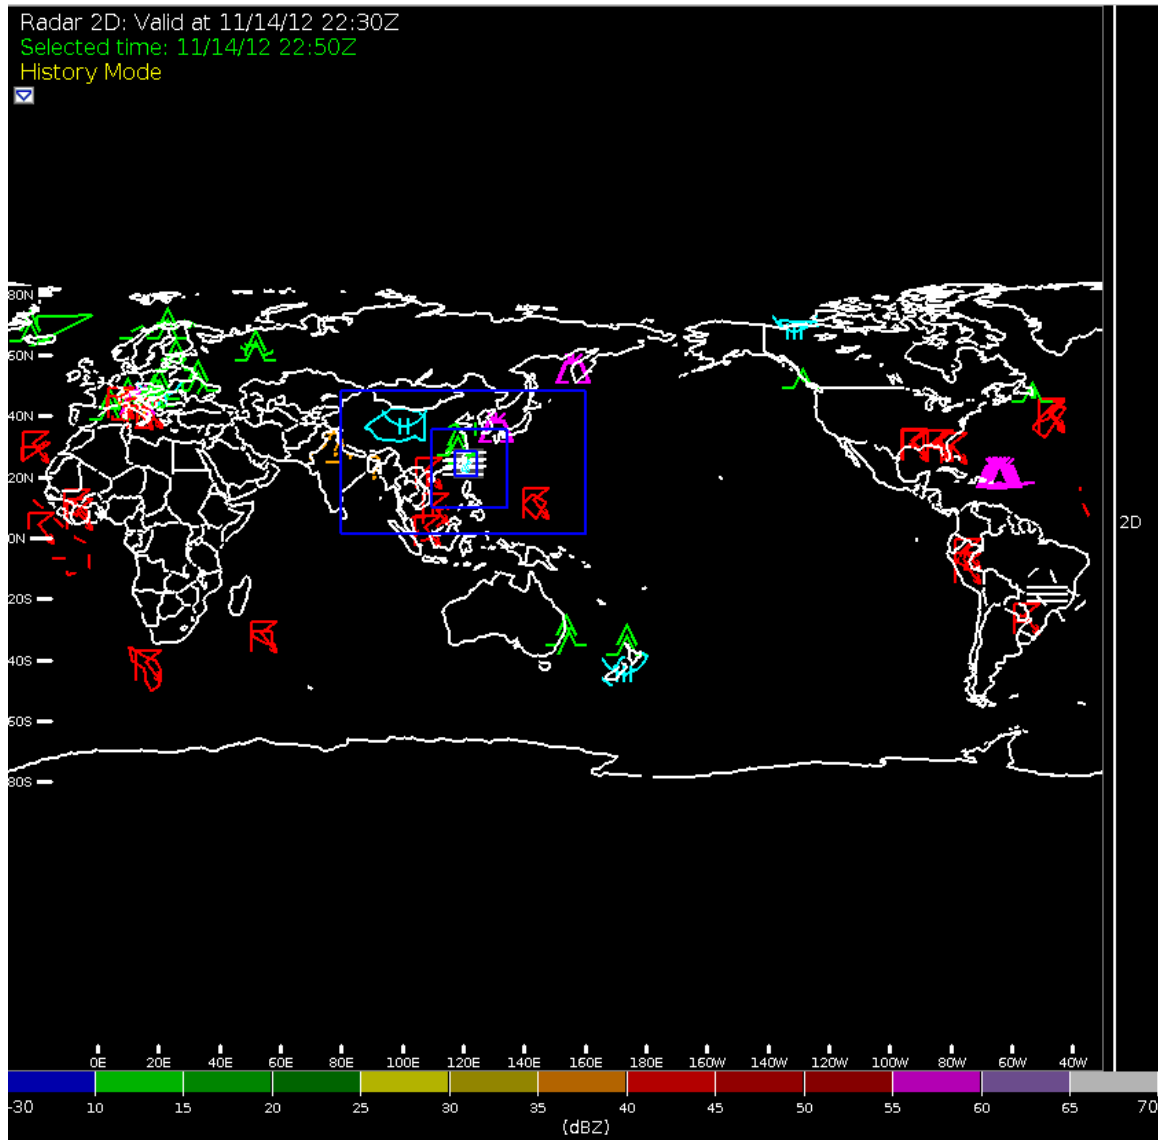 Radar 2D: Valid at 11/14/12 22:30Z
Selected time: 11/14/12 22:50Z
History Mode
80N
60N
40N
20N
0N
20S
40S
60S
80S
2D
0E 20E 40E 60E 80E 100E 120E 140E 160E 180E 160W 140W 120W 100W 80W 60W 40W
-30 10 15 20 25 30 35 40 45 50 55 60 65 70
(dBZ)